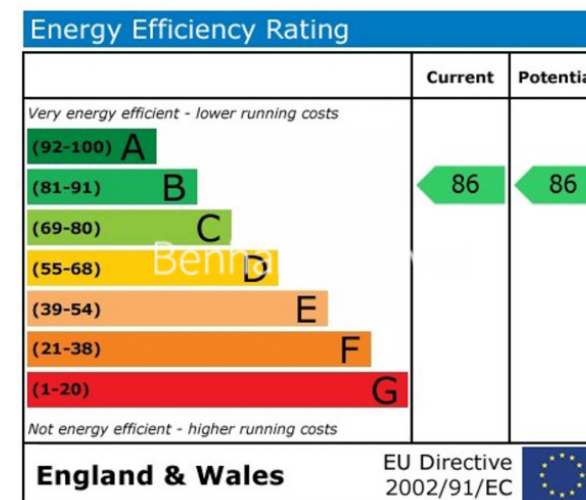 Energy Efficiency Rating
Current Potentia
Very energy efficient - lower running costs
(92-100) A
(81-91) B 86 86
(69-80) C
(55-68) D
(39-54) E
(21-38) F
(1-20) G
Not energy efficient - higher running costs
England & Wales
EU Directive
2002/91/EC